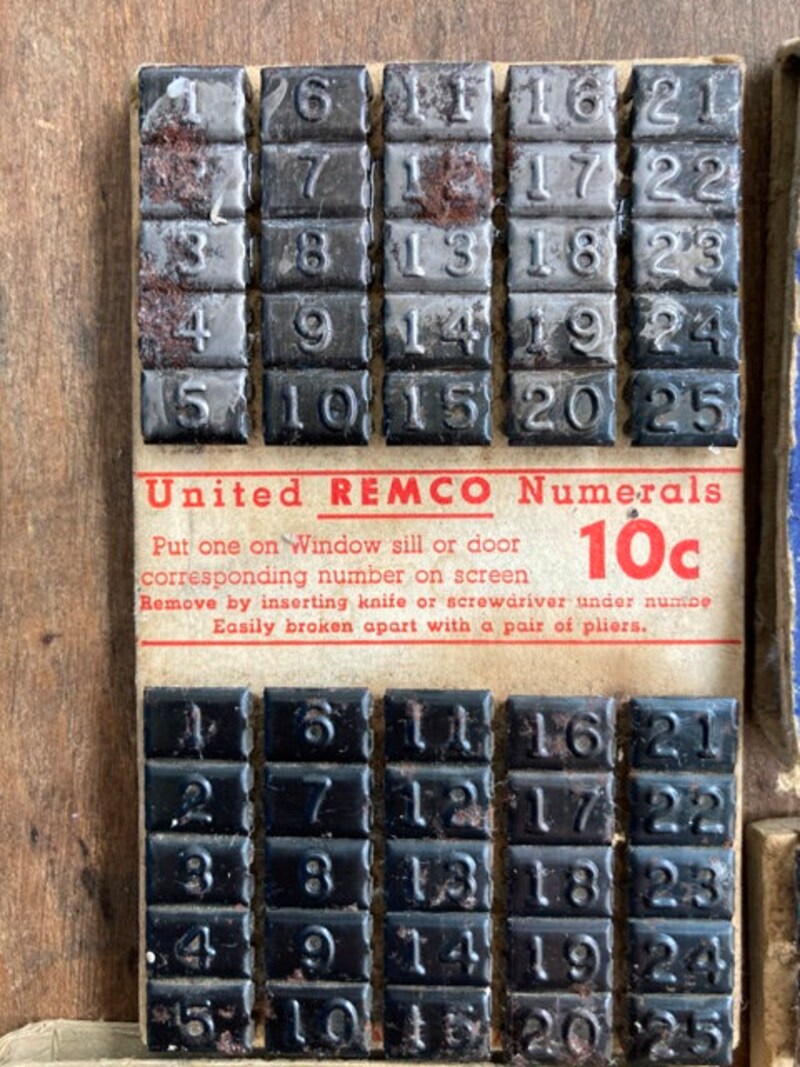 1 6 11 16 21
2 7 12 17 22
3 8 13 18 23
4 9 14 19 24
5 10 15 20 25
United REMCO Numerals
Put one on Window sill or door
corresponding number on screen
10c
Remove by inserting knife or screwdriver under numbe
Easily broken apart with a pair of pliers.
1 6 11 16 21
2 7 12 17 22
3 8 13 18 23
4 9 14 19 24
5 10 15 20 25